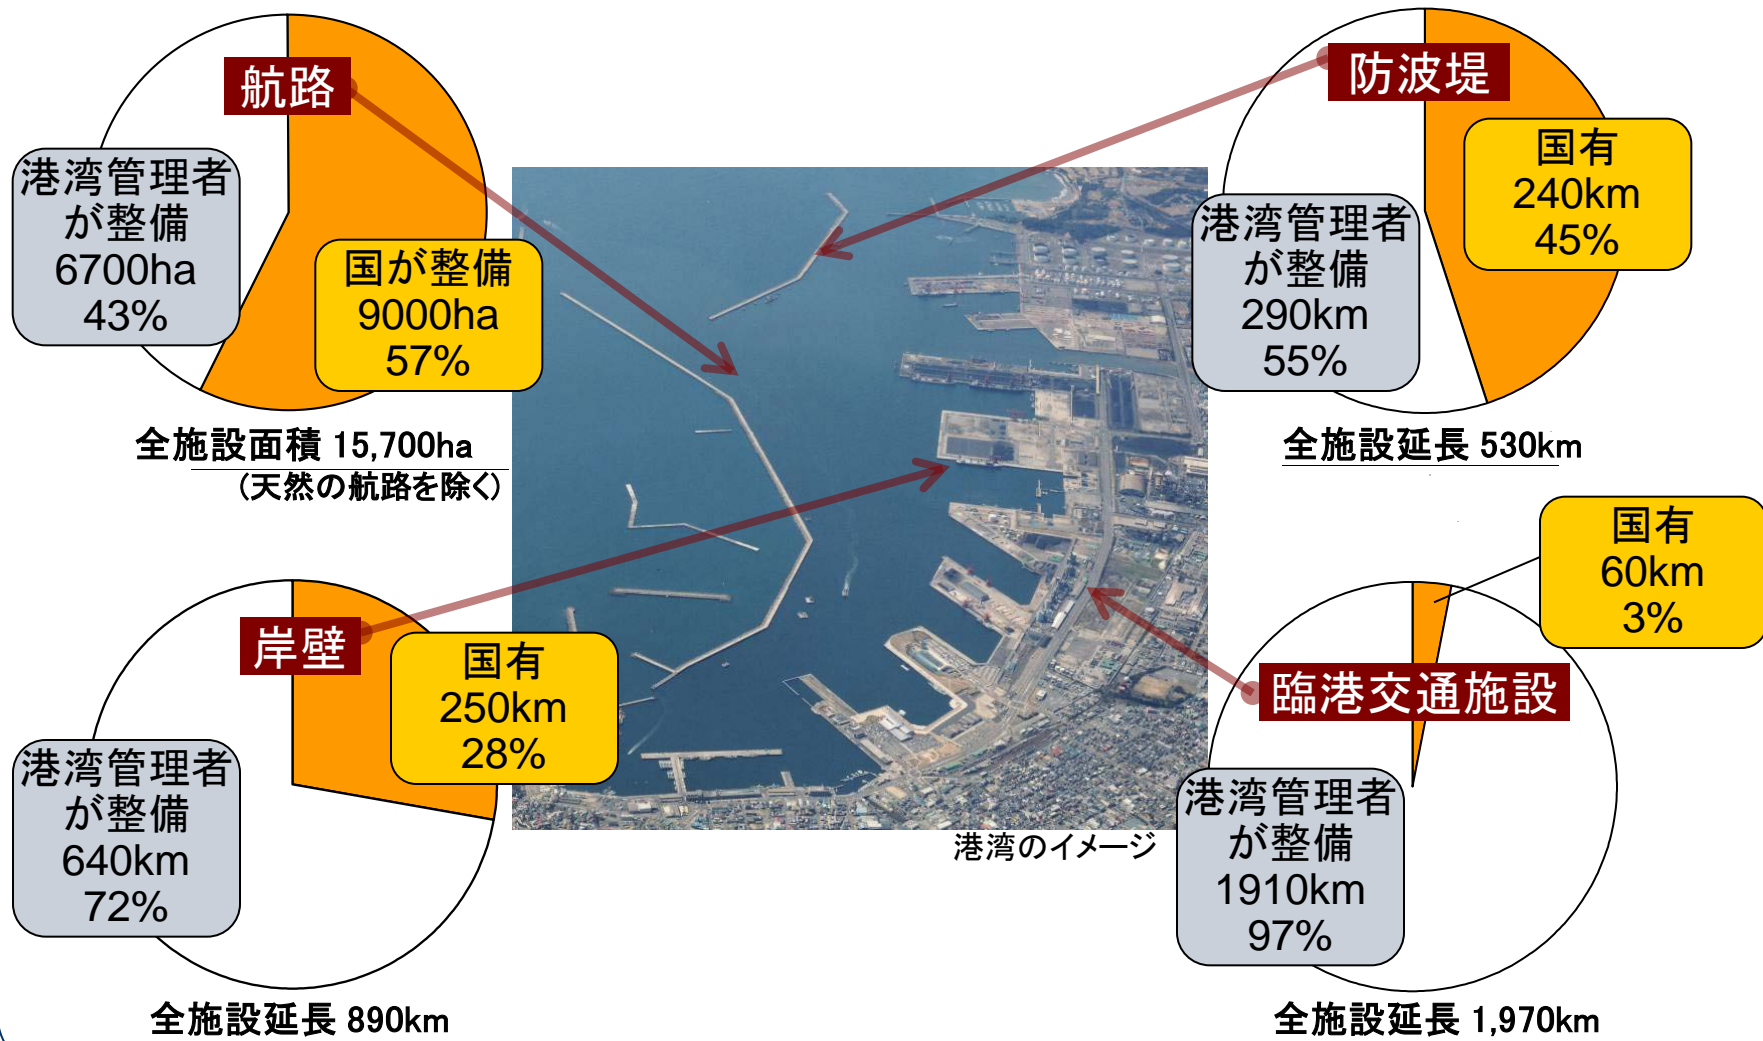 航路
港湾管理者
が整備
6700ha
43%
国が整備
9000ha
57%
全施設面積 15,700ha
(天然の航路を除く)
防波堤
国有
240km
45%
港湾管理者
が整備
290km
55%
全施設延長 530km
岸壁
国有
250km
28%
港湾管理者
が整備
640km
72%
全施設延長 890km
港湾のイメージ
国有
60km
3%
臨港交通施設
港湾管理者
が整備
1910km
97%
全施設延長 1,970km